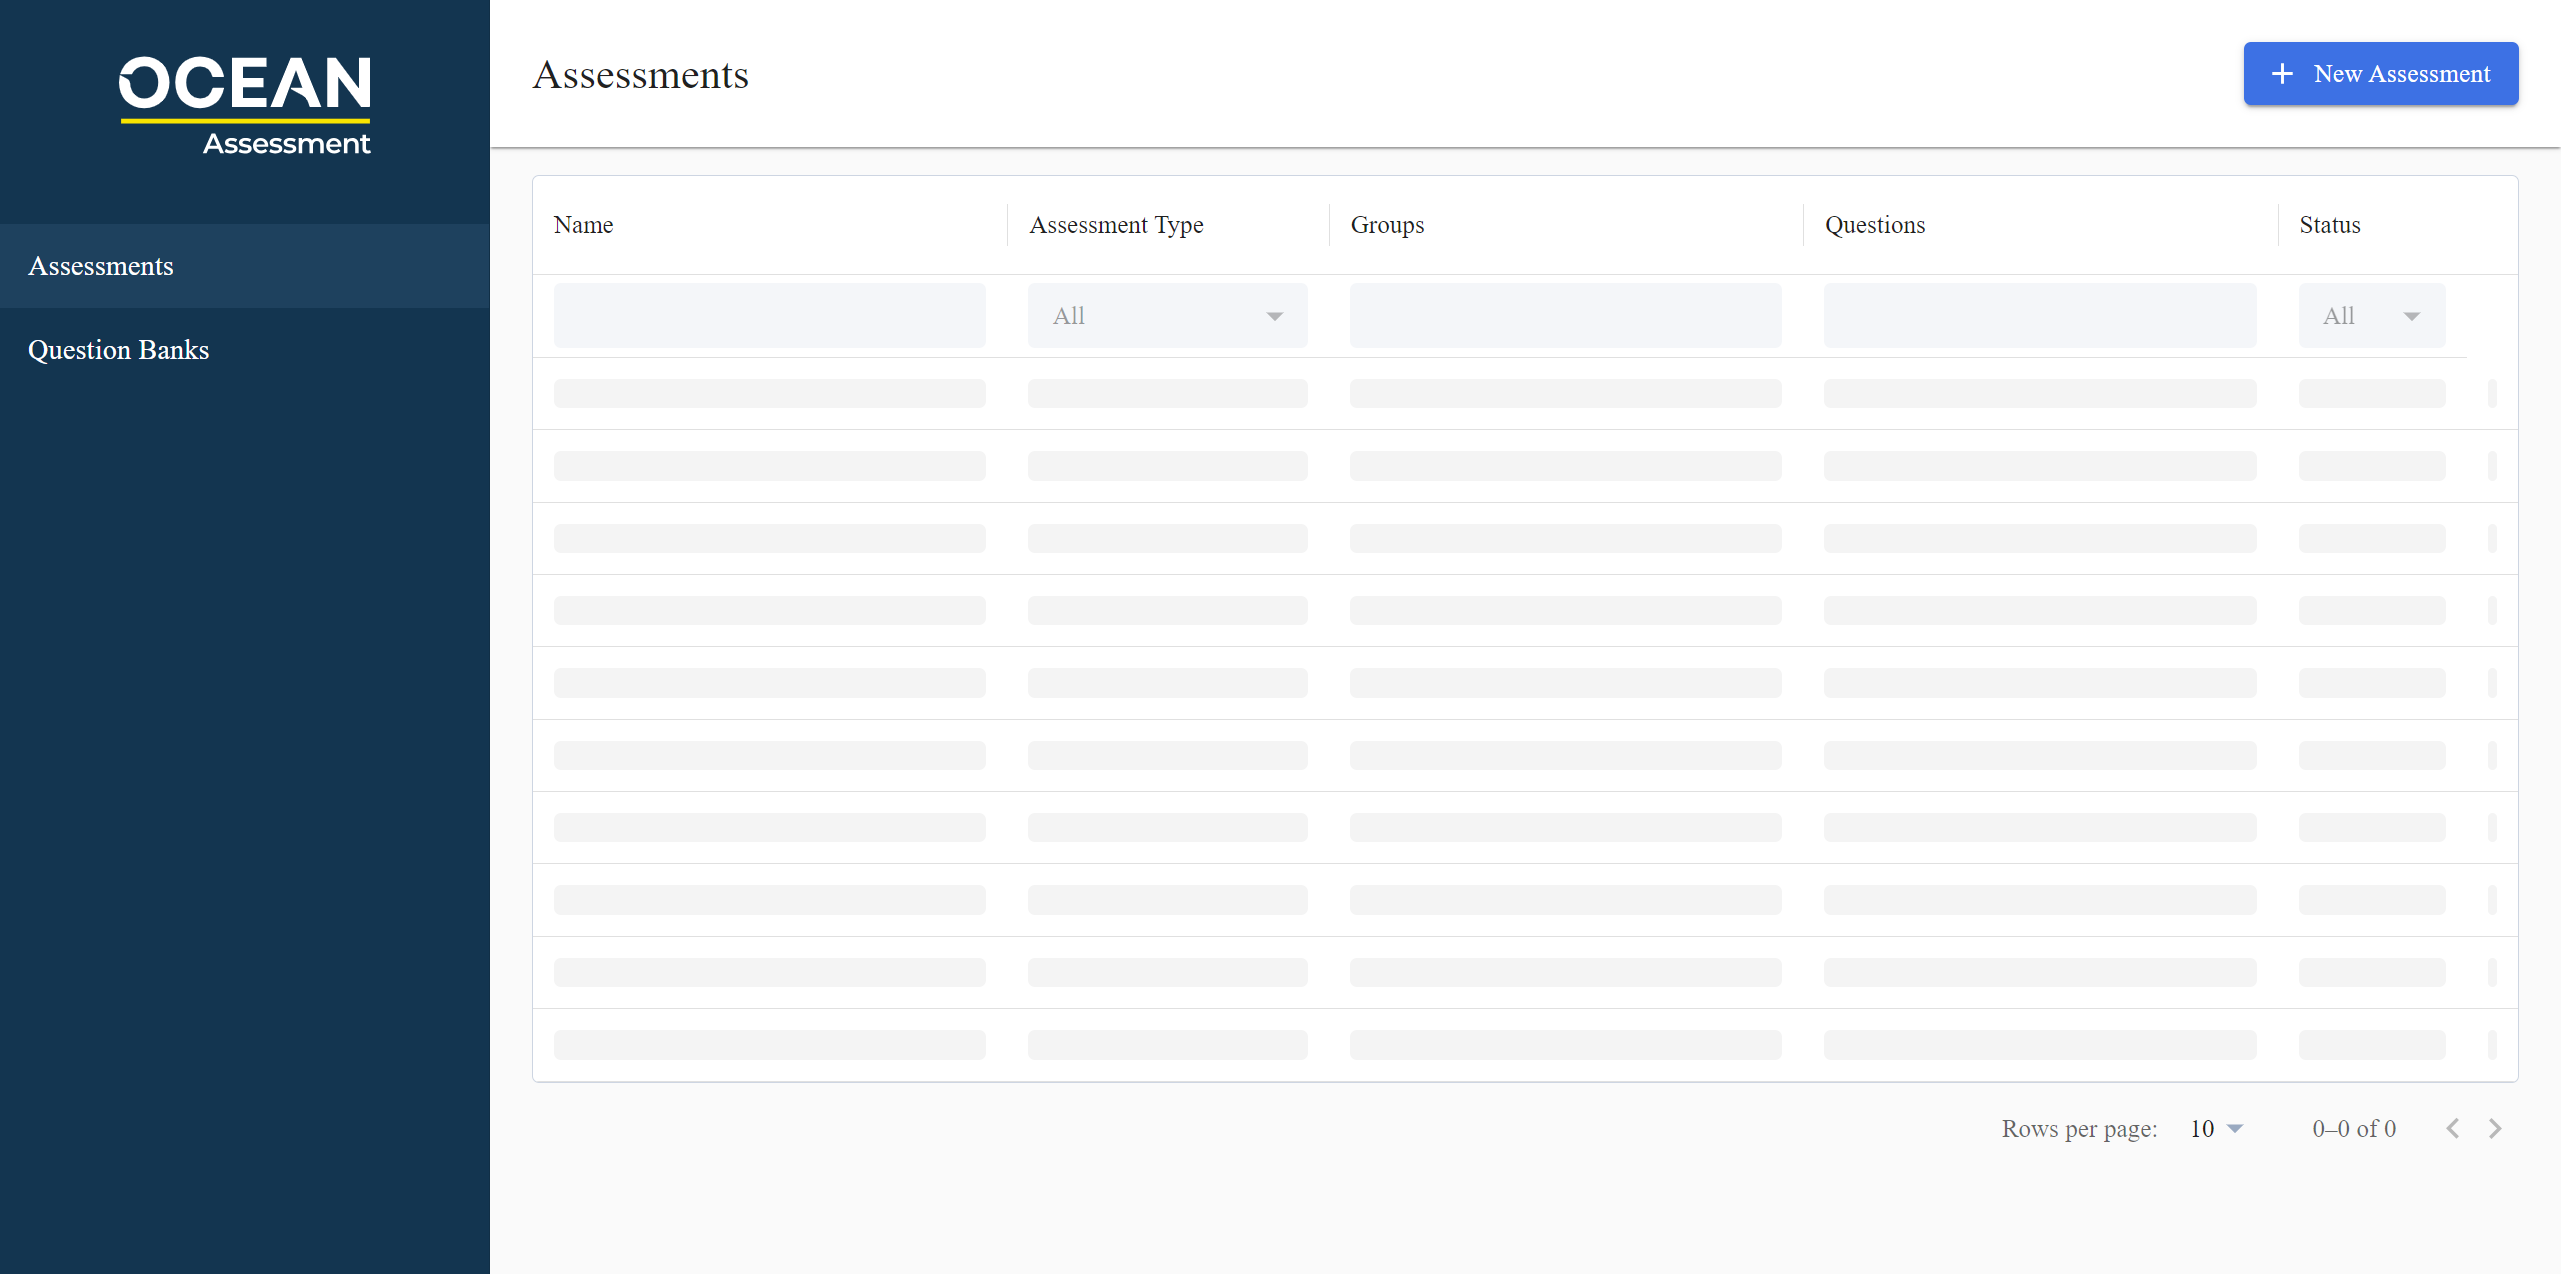 OCEAN
Assessment
Assessments
Question Banks
Assessments
New Assessment
Name Assessment Type Groups Questions Status
All All
Rows per page: 10 0–0 of 0